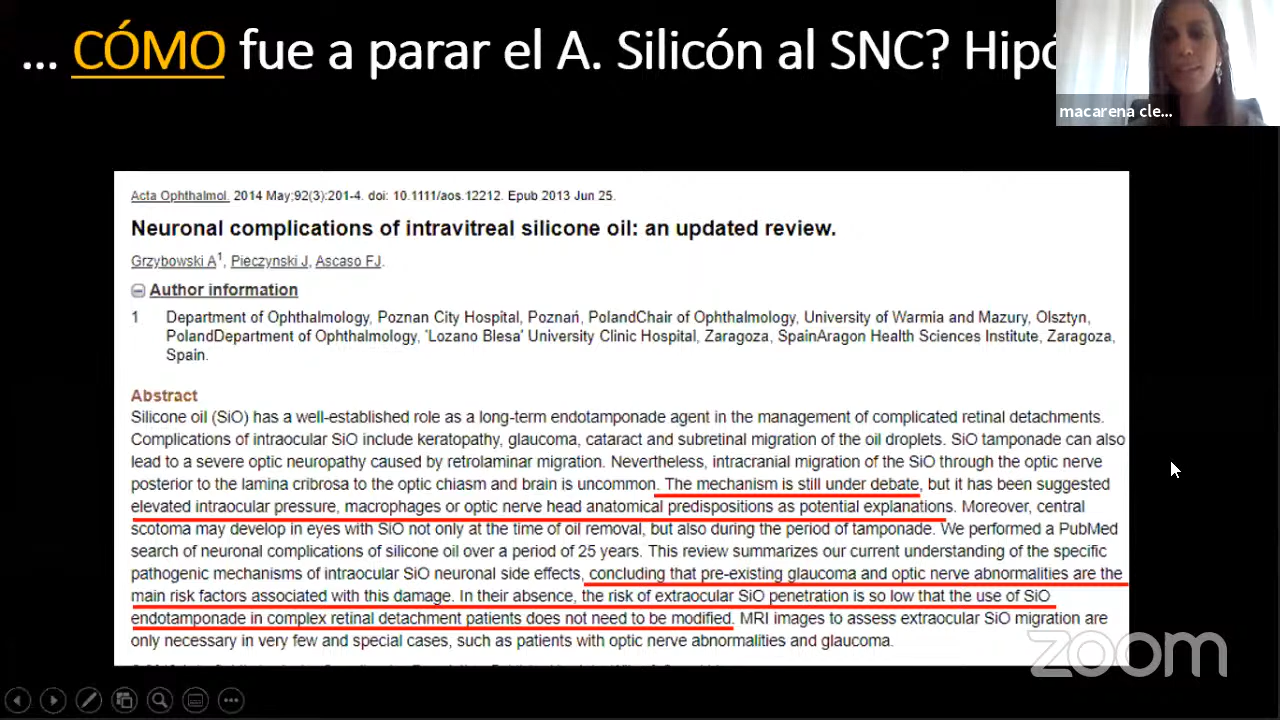 ... CÓMO fue a parar el A. Silicón al SNC? Hipó
macarena cle...
Acta Ophthalmol. 2014 May;92(3):201-4. doi: 10.1111/aos.12212. Epub 2013 Jun 25.
Neuronal complications of intravitreal silicone oil: an updated review.
Grzybowski A1, Pieczynski J, Ascaso FJ.
Author information
1 Department of Ophthalmology, Poznan City Hospital, Poznań, PolandChair of Ophthalmology, University of Warmia and Mazury, Olsztyn,
PolandDepartment of Ophthalmology, 'Lozano Blesa' University Clinic Hospital, Zaragoza, SpainAragon Health Sciences Institute, Zaragoza,
Spain.
Abstract
Silicone oil (SiO) has a well-established role as a long-term endotamponade agent in the management of complicated retinal detachments.
Complications of intraocular SiO include keratopathy, glaucoma, cataract and subretinal migration of the oil droplets. SiO tamponade can also
lead to a severe optic neuropathy caused by retrolaminar migration. Nevertheless, intracranial migration of the SiO through the optic nerve
posterior to the lamina cribrosa to the optic chiasm and brain is uncommon. The mechanism is still under debate, but it has been suggested
elevated intraocular pressure, macrophages or optic nerve head anatomical predispositions as potential explanations. Moreover, central
scotoma may develop in eyes with SiO not only at the time of oil removal, but also during the period of tamponade. We performed a PubMed
search of neuronal complications of silicone oil over a period of 25 years. This review summarizes our current understanding of the specific
pathogenic mechanisms of intraocular SiO neuronal side effects, concluding that pre-existing glaucoma and optic nerve abnormalities are the
main risk factors associated with this damage. In their absence, the risk of extraocular SiO penetration is so low that the use of SiO
endotamponade in complex retinal detachment patients does not need to be modified. MRI images to assess extraocular SiO migration are
only necessary in very few and special cases, such as patients with optic nerve abnormalities and glaucoma.
zoom